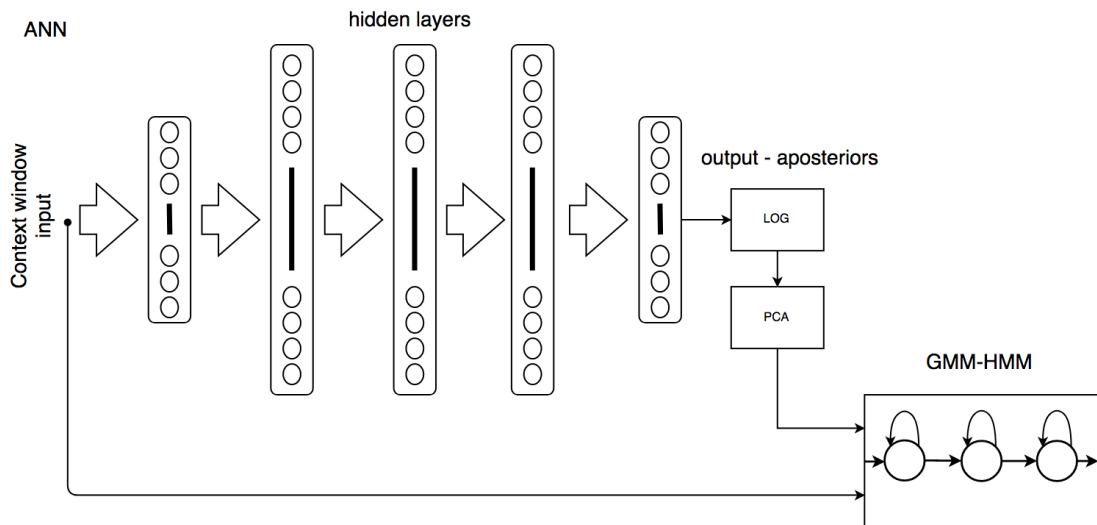 ANN
hidden layers
Context window
input
output - aposteriors
LOG
PCA
GMM-HMM